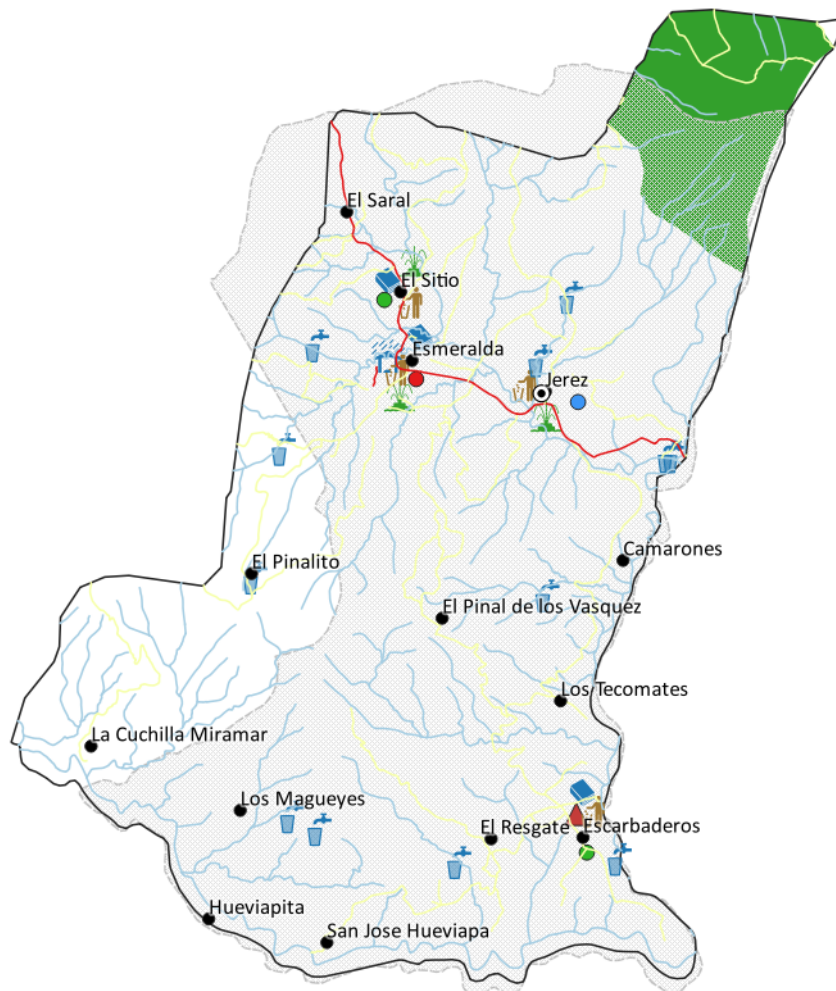 El Saral
El Sitio
Esmeralda
Jerez
Camarones
El Pinalito
El Pinal de los Vasquez
Los Tecomates
La Cuchilla Miramar
Los Magueyes
El Resgate
Escarbaderos
Hueviapita
San Jose Hueviapa